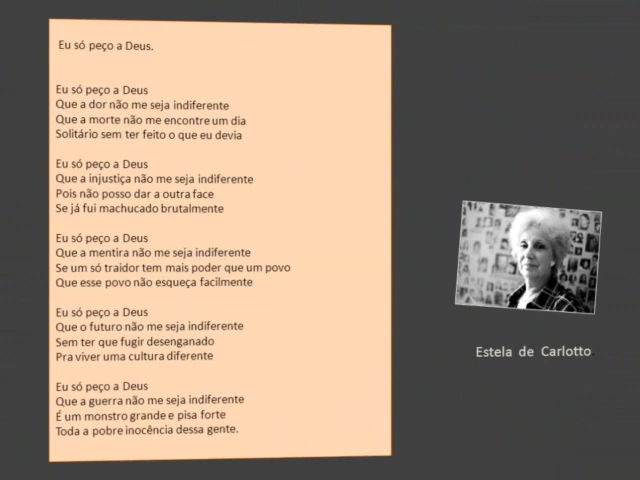 Eu só peço a Deus.
Eu só peço a Deus
Que a dor não me seja indiferente
Que a morte não me encontre um dia
Solitário sem ter feito o que eu devia
Eu só peço a Deus
Que a injustiça não me seja indiferente
Pois não posso dar a outra face
Se já fui machucado brutalmente
Eu só peço a Deus
Que a mentira não me seja indiferente
Se um só traidor tem mais poder que um povo
Que esse povo não esqueça facilmente
Eu só peço a Deus
Que o futuro não me seja indiferente
Sem ter que fugir desenganado
Pra viver uma cultura diferente
Eu só peço a Deus
Que a guerra não me seja indiferente
É um monstro grande e pisa forte
Toda a pobre inocência dessa gente.
Estela de Carlotto.